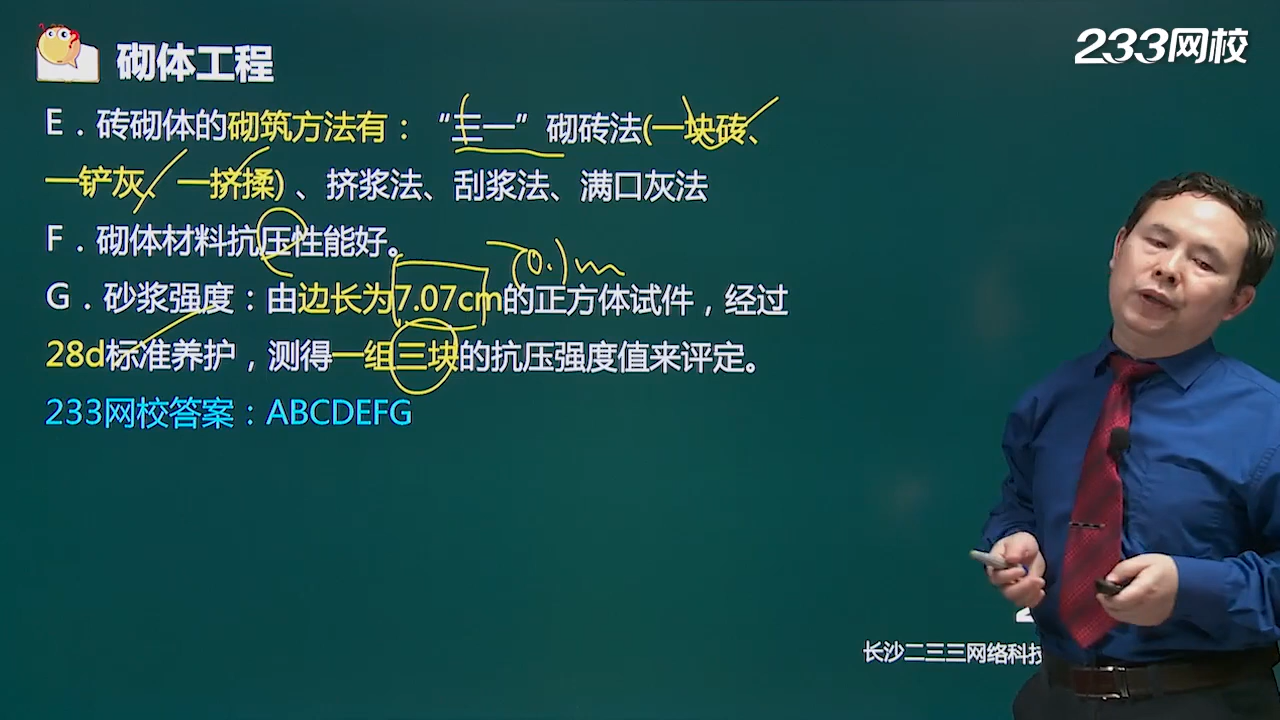 233网校
砌体工程
E．砖砌体的砌筑方法有：“三一”砌砖法(一块砖、
一铲灰、一挤揉) 、挤浆法、刮浆法、满口灰法
F．砌体材料抗压性能好。
(0.1)m
G．砂浆强度：由边长为7.07cm的正方体试件，经过
28d标准养护，测得一组三块的抗压强度值来评定。
233网校答案：ABCDEFG
长沙二三三网络科技